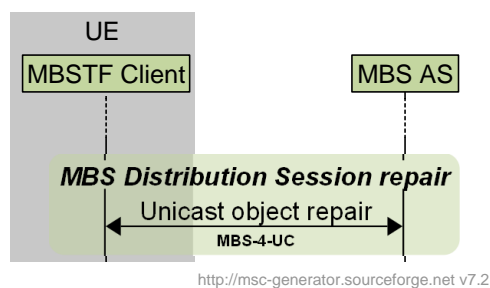 UE
MBSTF Client
MBS AS
MBS Distribution Session repair
Unicast object repair
MBS-4-UC
http://msc-generator.sourceforge.net v7.2